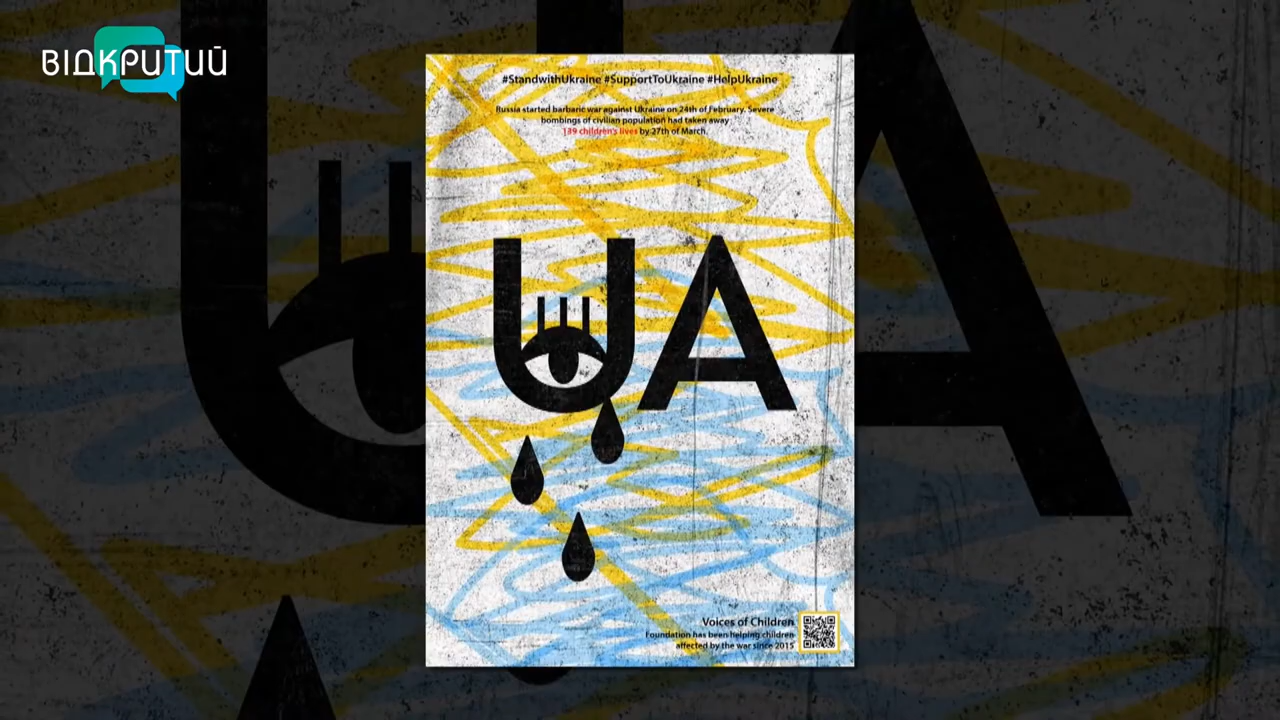 ВІДКРИТИЙ
#StandwithUkraine #SupportToUkraine #HelpUkraine
Russia started barbaric war against Ukraine on 24th of February. Severe
bombings of civilian population had taken away
139 children's lives by 27th of March.
UA
Voices of Children
Foundation has been helping children
affected by the war since 2015